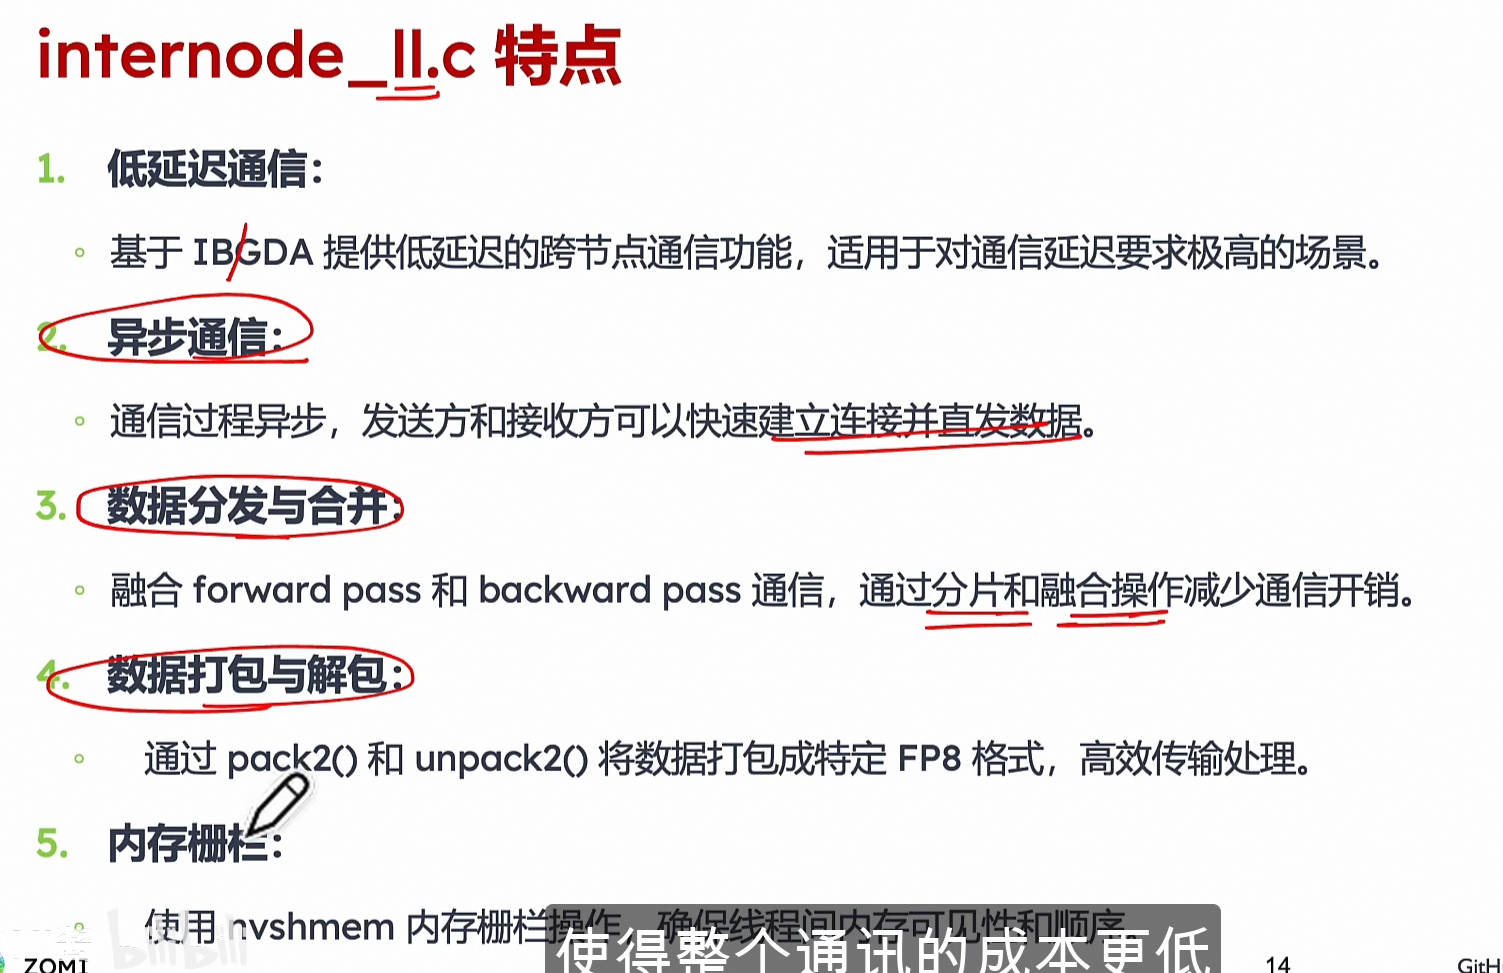 internode_ll.c 特点
1. 低延迟通信：
基于 IBGDA 提供低延迟的跨节点通信功能，适用于对通信延迟要求极高的场景。
2. 异步通信：
通信过程异步，发送方和接收方可以快速建立连接并直发数据。
3. 数据分发与合并：
融合 forward pass 和 backward pass 通信，通过分片和融合操作减少通信开销。
4. 数据打包与解包：
通过 pack2() 和 unpack2() 将数据打包成特定 FP8 格式，高效传输处理。
5. 内存栅栏：
使用 nvshmem 内存栅栏操作，确保线程间内存可见性和顺序。
使得整个通讯的成本更低
bilibili
ZOMI
14
GitH